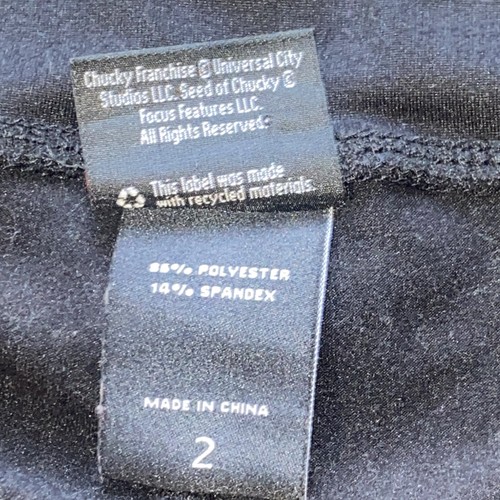 Chucky Franchise © Universal City
Studios LLC. Seed of Chucky ©
Focus Features LLC.
All Rights Reserved.
This label was made
with recycled materials.
86% POLYESTER
14% SPANDEX
MADE IN CHINA
2